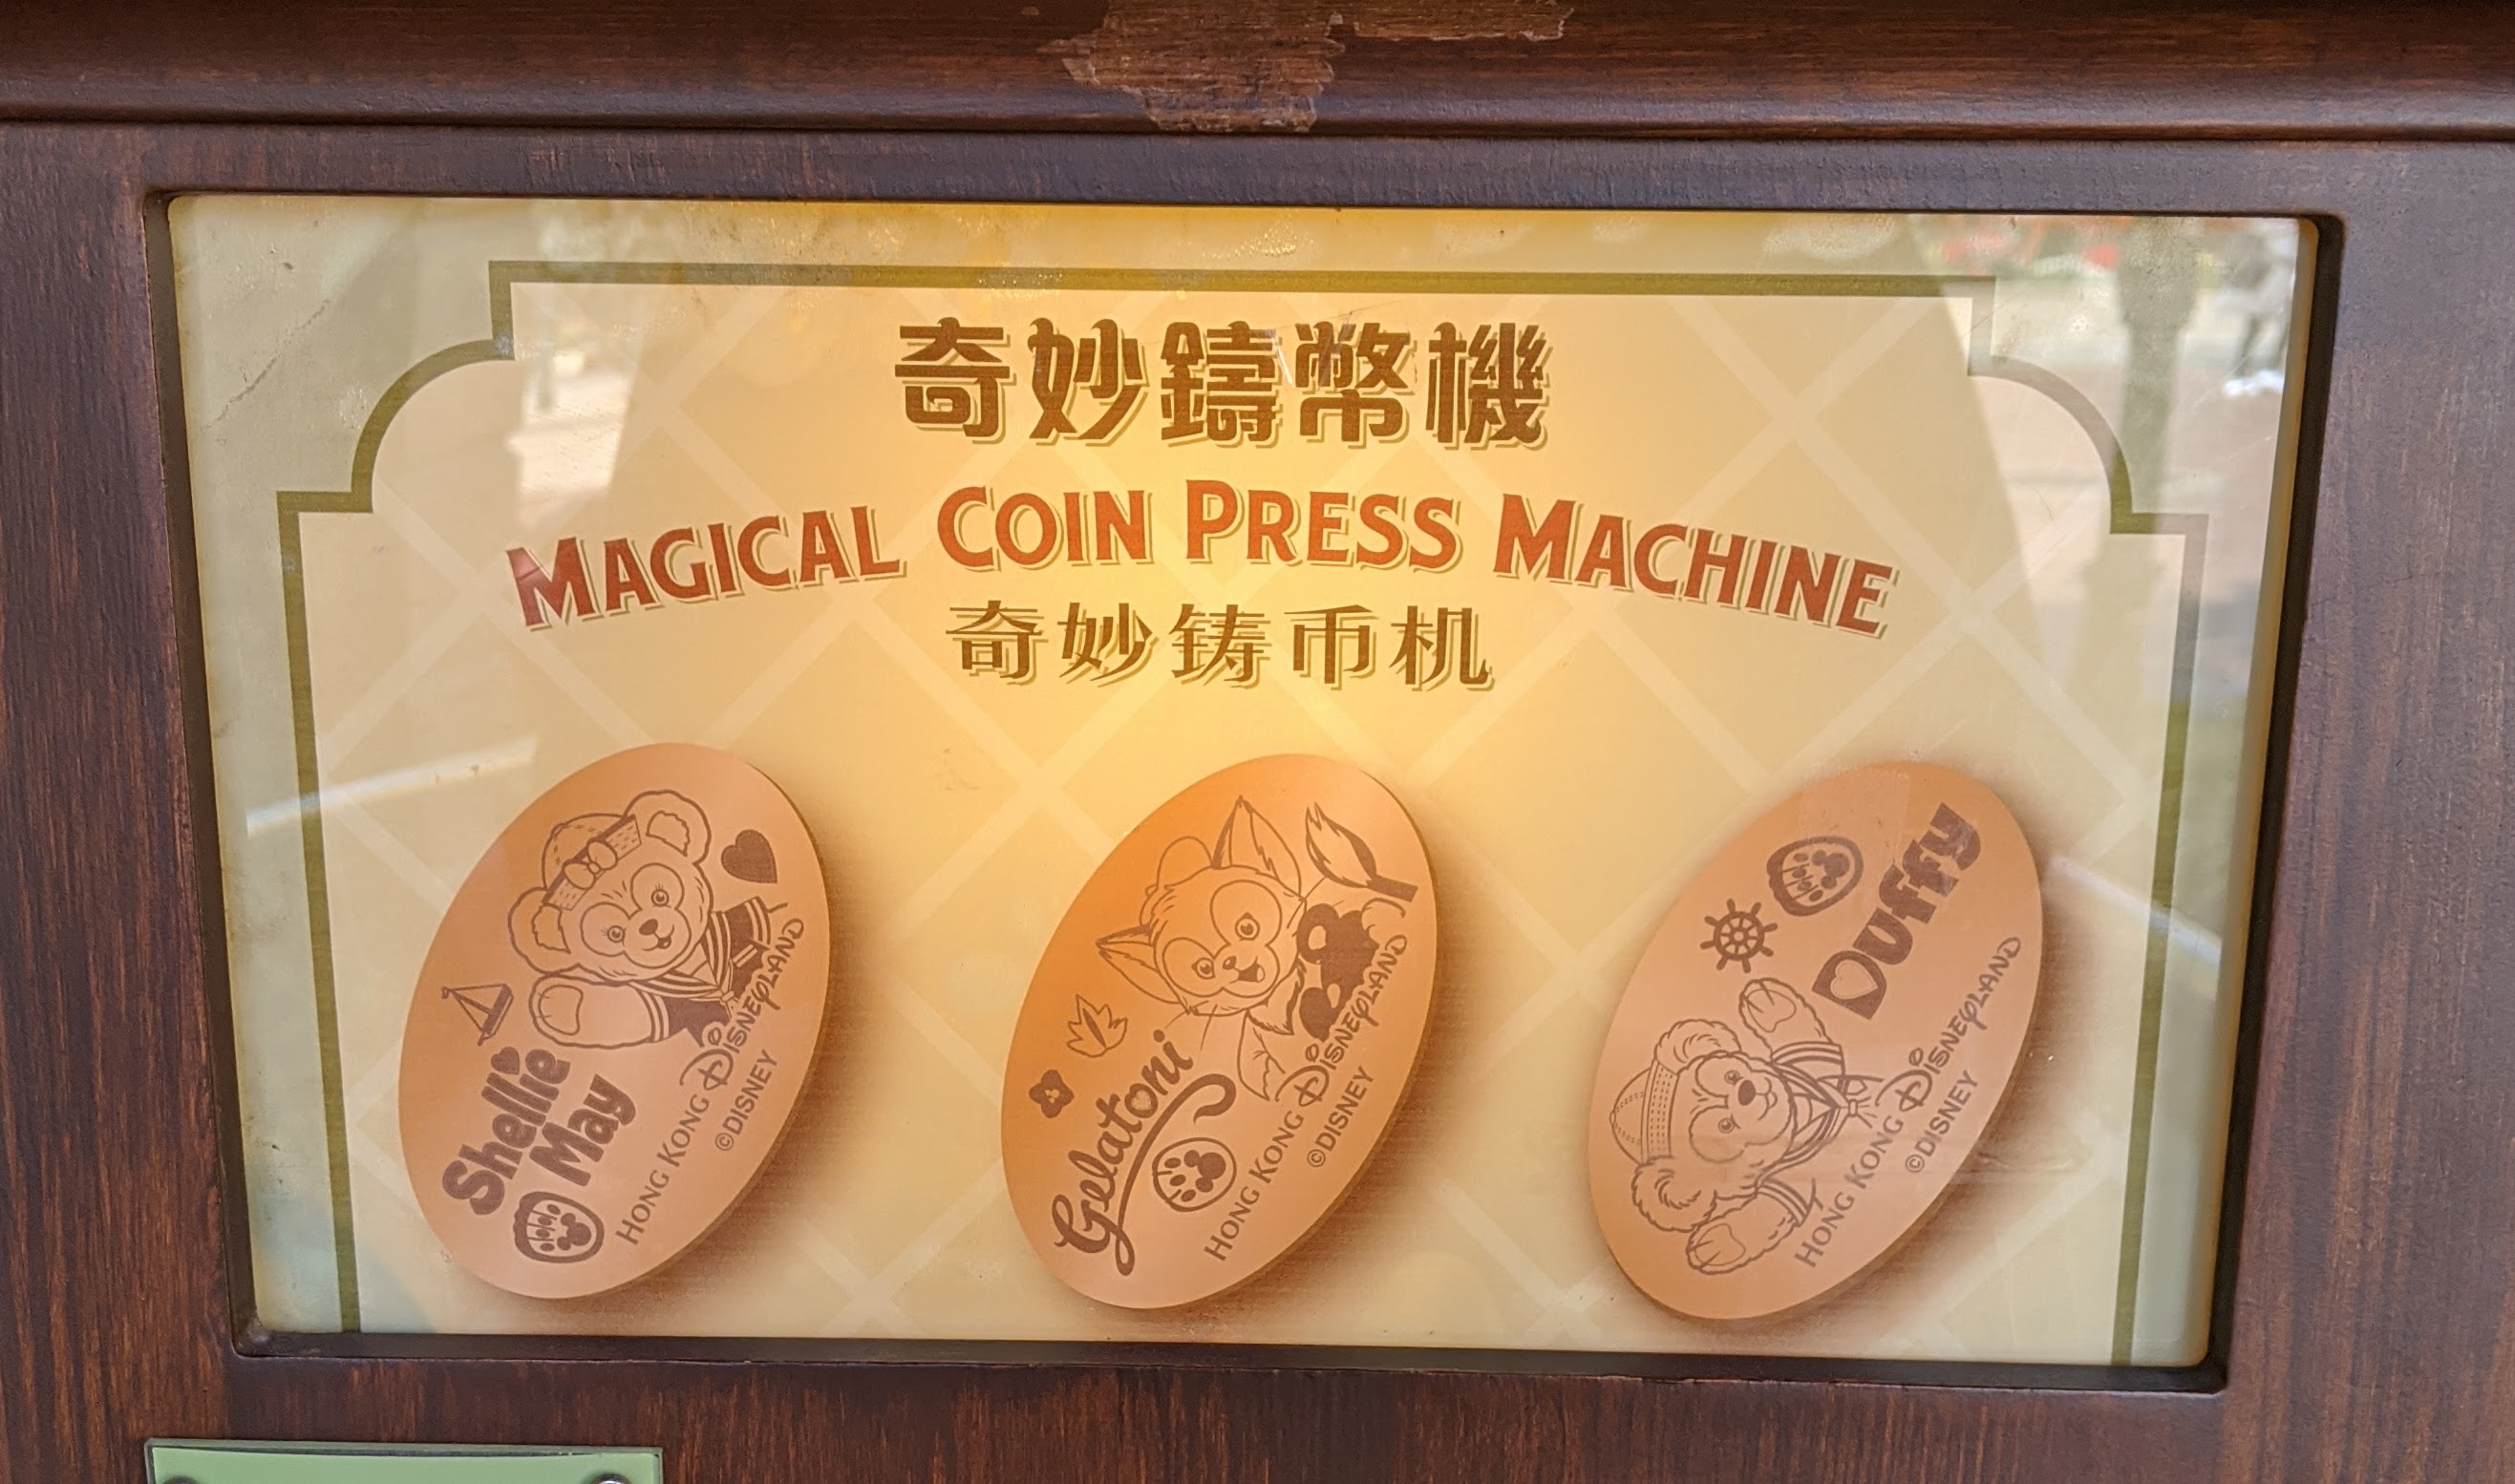 奇妙鑄幣機
MAGICAL COIN PRESS MACHINE
奇妙铸币机
Shellie
May
HONG KONG DISNEYLAND
©DISNEY
Gelatoni
HONG KONG DISNEYLAND
©DISNEY
Duffy
HONG KONG DISNEYLAND
©DISNEY